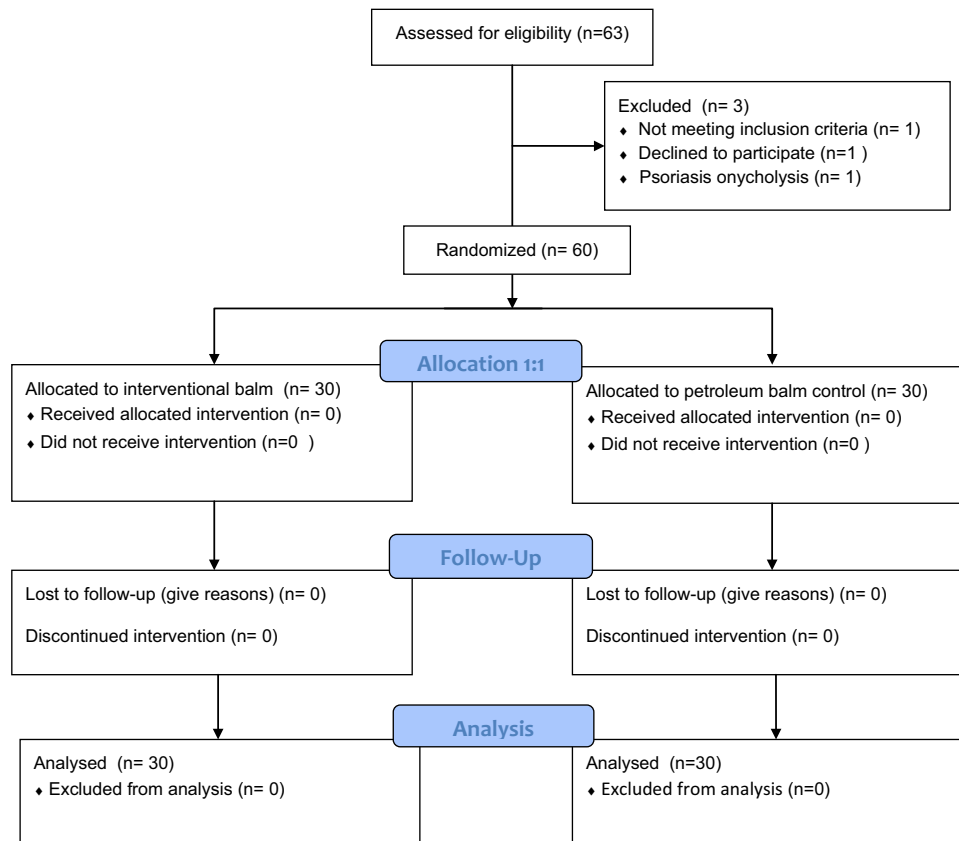 Assessed for eligibility (n=63)
Excluded (n= 3)
♦ Not meeting inclusion criteria (n= 1)
♦ Declined to participate (n=1 )
♦ Psoriasis onycholysis (n= 1)
Randomized (n= 60)
Allocation 1:1
Allocated to interventional balm (n= 30)
♦ Received allocated intervention (n= 0)
♦ Did not receive intervention (n=0 )
Allocated to petroleum balm control (n= 30)
♦ Received allocated intervention (n= 0)
♦ Did not receive intervention (n=0 )
Follow-Up
Lost to follow-up (give reasons) (n= 0)
Discontinued intervention (n= 0)
Lost to follow-up (give reasons) (n= 0)
Discontinued intervention (n= 0)
Analysis
Analysed (n= 30)
♦ Excluded from analysis (n= 0)
Analysed (n=30)
♦ Excluded from analysis (n=0)